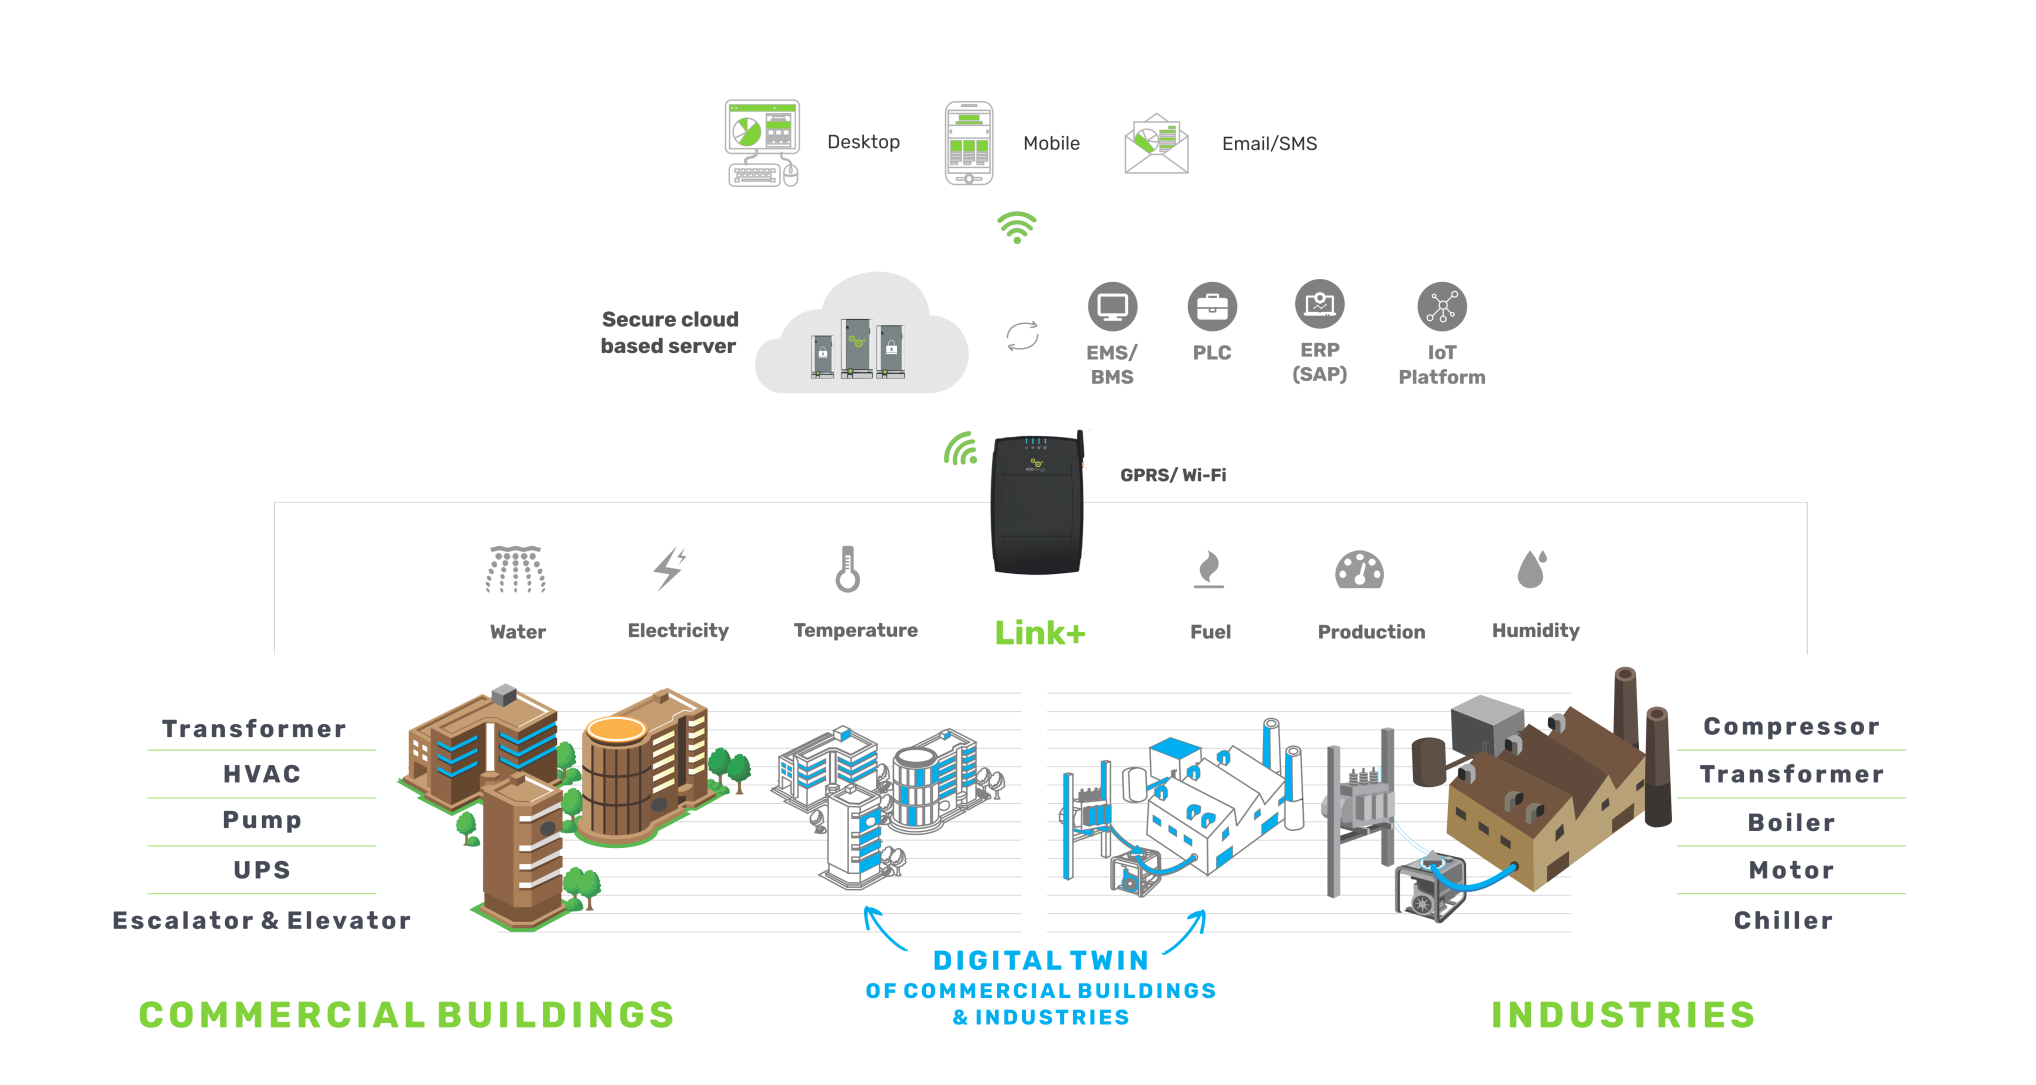 Desktop
Mobile
Email/SMS
Secure cloud
based server
EMS/
BMS
PLC
ERP
(SAP)
IoT
Platform
GPRS/ Wi-Fi
Water
Electricity
Temperature
Link+
Fuel
Production
Humidity
Transformer
HVAC
Pump
UPS
Escalator & Elevator
Compressor
Transformer
Boiler
Motor
Chiller
DIGITAL TWIN
OF COMMERCIAL BUILDINGS
& INDUSTRIES
COMMERCIAL BUILDINGS
INDUSTRIES